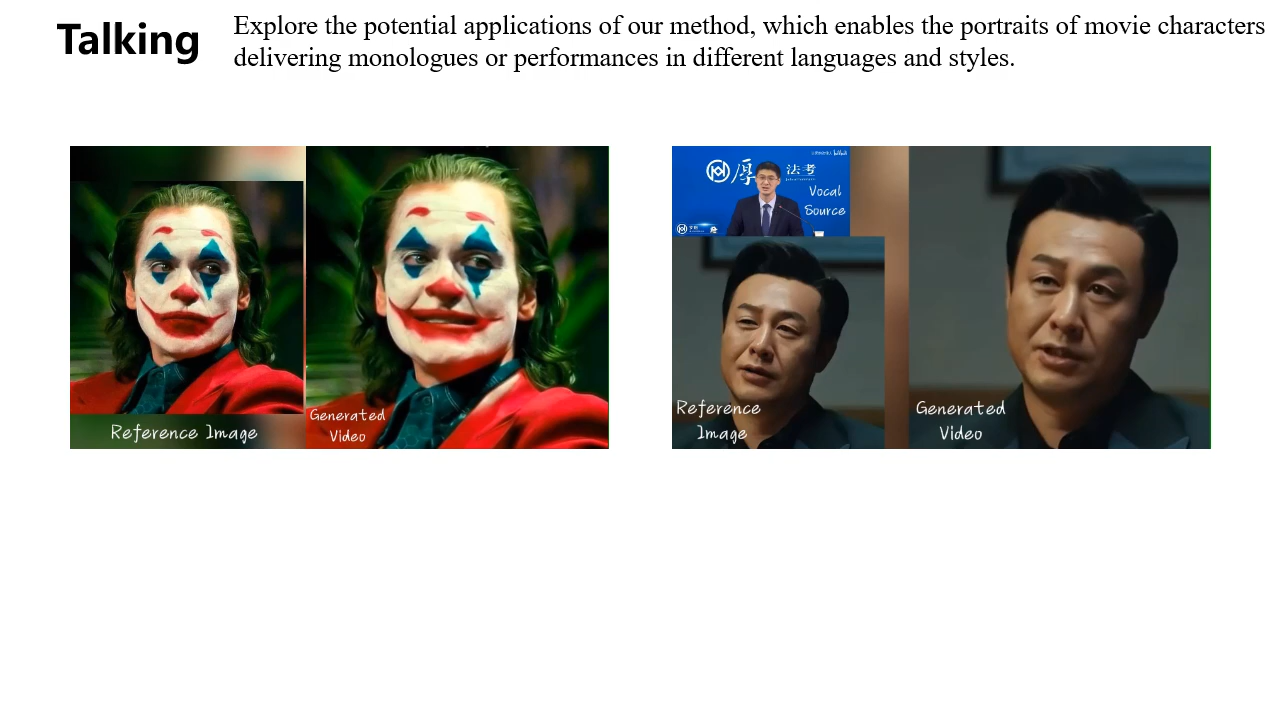 Talking
Explore the potential applications of our method, which enables the portraits of movie characters
delivering monologues or performances in different languages and styles.
Reference Image
Generated
Video
厚
法考
Vocal
Source
Reference
Image
Generated
Video